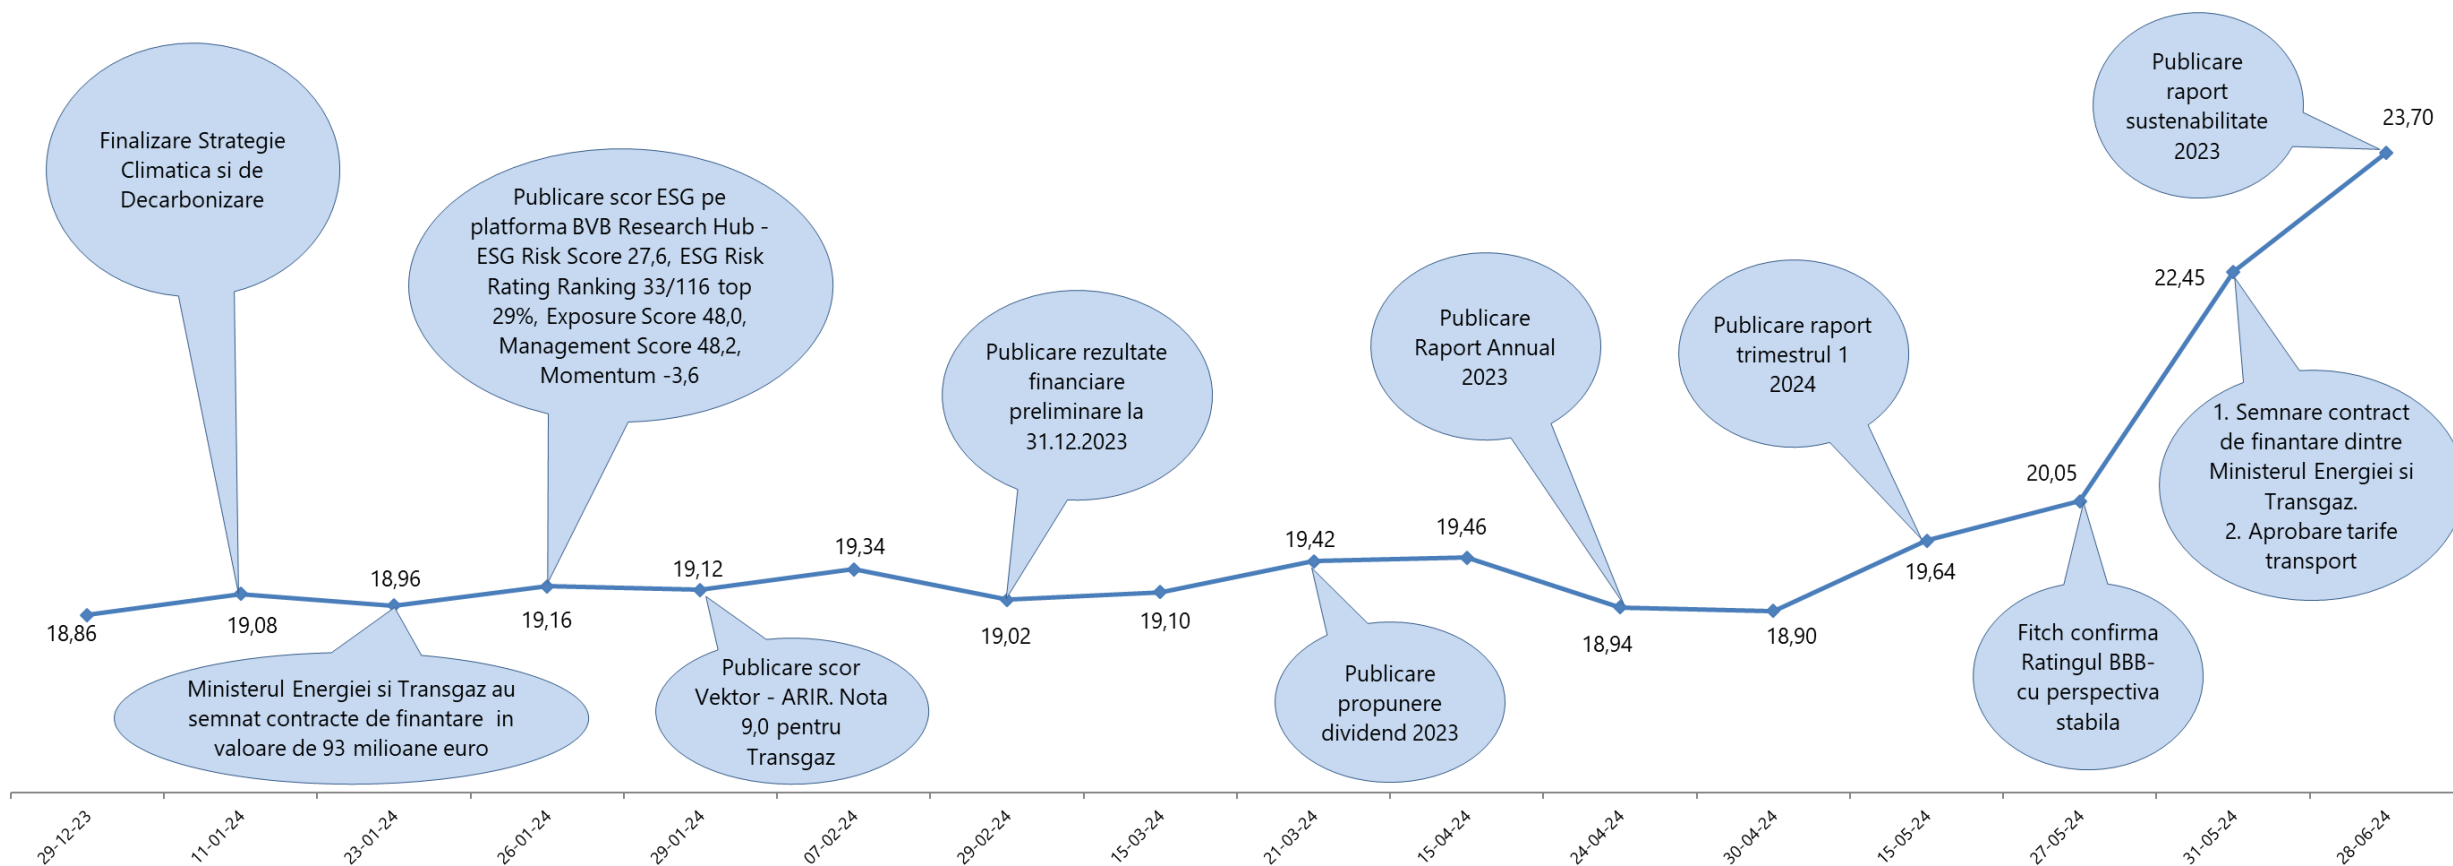 Finalizare Strategie
Climatica si de
Decarbonizare
Publicare scor ESG pe
platforma BVB Research Hub -
ESG Risk Score 27,6, ESG Risk
Rating Ranking 33/116 top
29%, Exposure Score 48,0,
Management Score 48,2,
Momentum -3,6
Publicare rezultate
financiare
preliminare la
31.12.2023
Publicare
Raport Annual
2023
Publicare raport
trimestrul 1
2024
Publicare
raport
sustenabilitate
2023
1. Semnare contract
de finantare dintre
Ministerul Energiei si
Transgaz.
2. Aprobare tarife
transport
18,86
19,08
18,96
19,16
19,12
19,34
19,02
19,10
19,42
19,46
18,94
18,90
19,64
20,05
22,45
23,70
Ministerul Energiei si Transgaz au
semnat contracte de finantare in
valoare de 93 milioane euro
Publicare scor
Vektor - ARIR. Nota
9,0 pentru
Transgaz
Publicare
propunere
dividend 2023
Fitch confirma
Ratingul BBB-
cu perspectiva
stabila
29-12-23
11-01-24
23-01-24
26-01-24
29-01-24
07-02-24
29-02-24
15-03-24
21-03-24
15-04-24
24-04-24
30-04-24
15-05-24
27-05-24
31-05-24
28-06-24